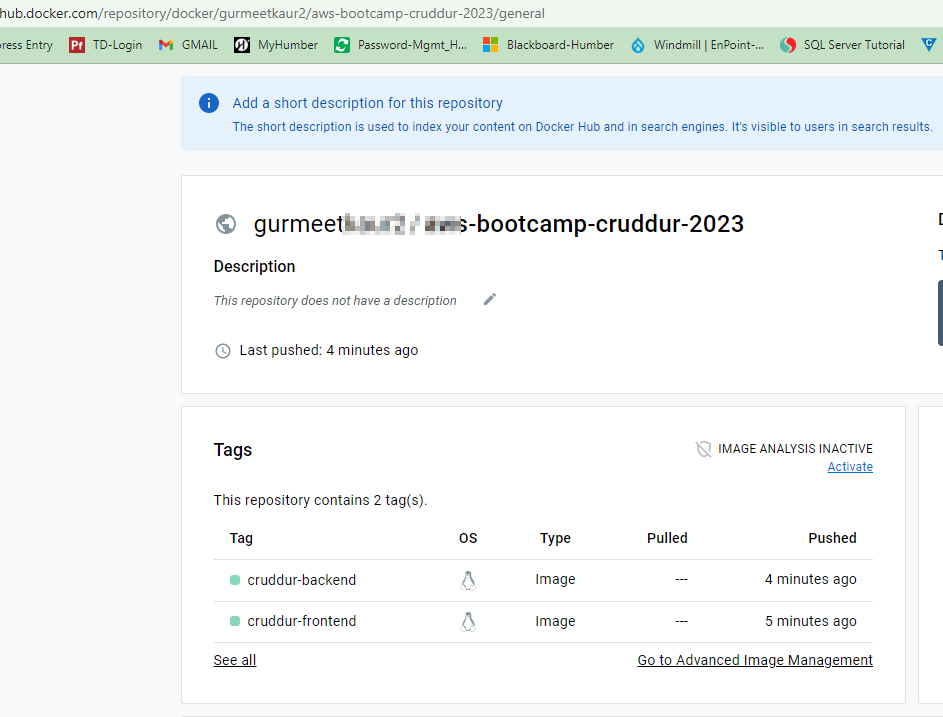 hub.docker.com/repository/docker/gurmeetkaur2/aws-bootcamp-cruddur-2023/general
ress Entry Pf TD-Login GMAIL MyHumber Password-Mgmt_H... Blackboard-Humber Windmill | EnPoint-... SQL Server Tutorial
Add a short description for this repository
The short description is used to index your content on Docker Hub and in search engines. It's visible to users in search results.
gurmeet s-bootcamp-cruddur-2023
Description
This repository does not have a description
Last pushed: 4 minutes ago
Tags
IMAGE ANALYSIS INACTIVE
Activate
This repository contains 2 tag(s).
Tag OS Type Pulled Pushed
cruddur-backend Image --- 4 minutes ago
cruddur-frontend Image --- 5 minutes ago
See all Go to Advanced Image Management